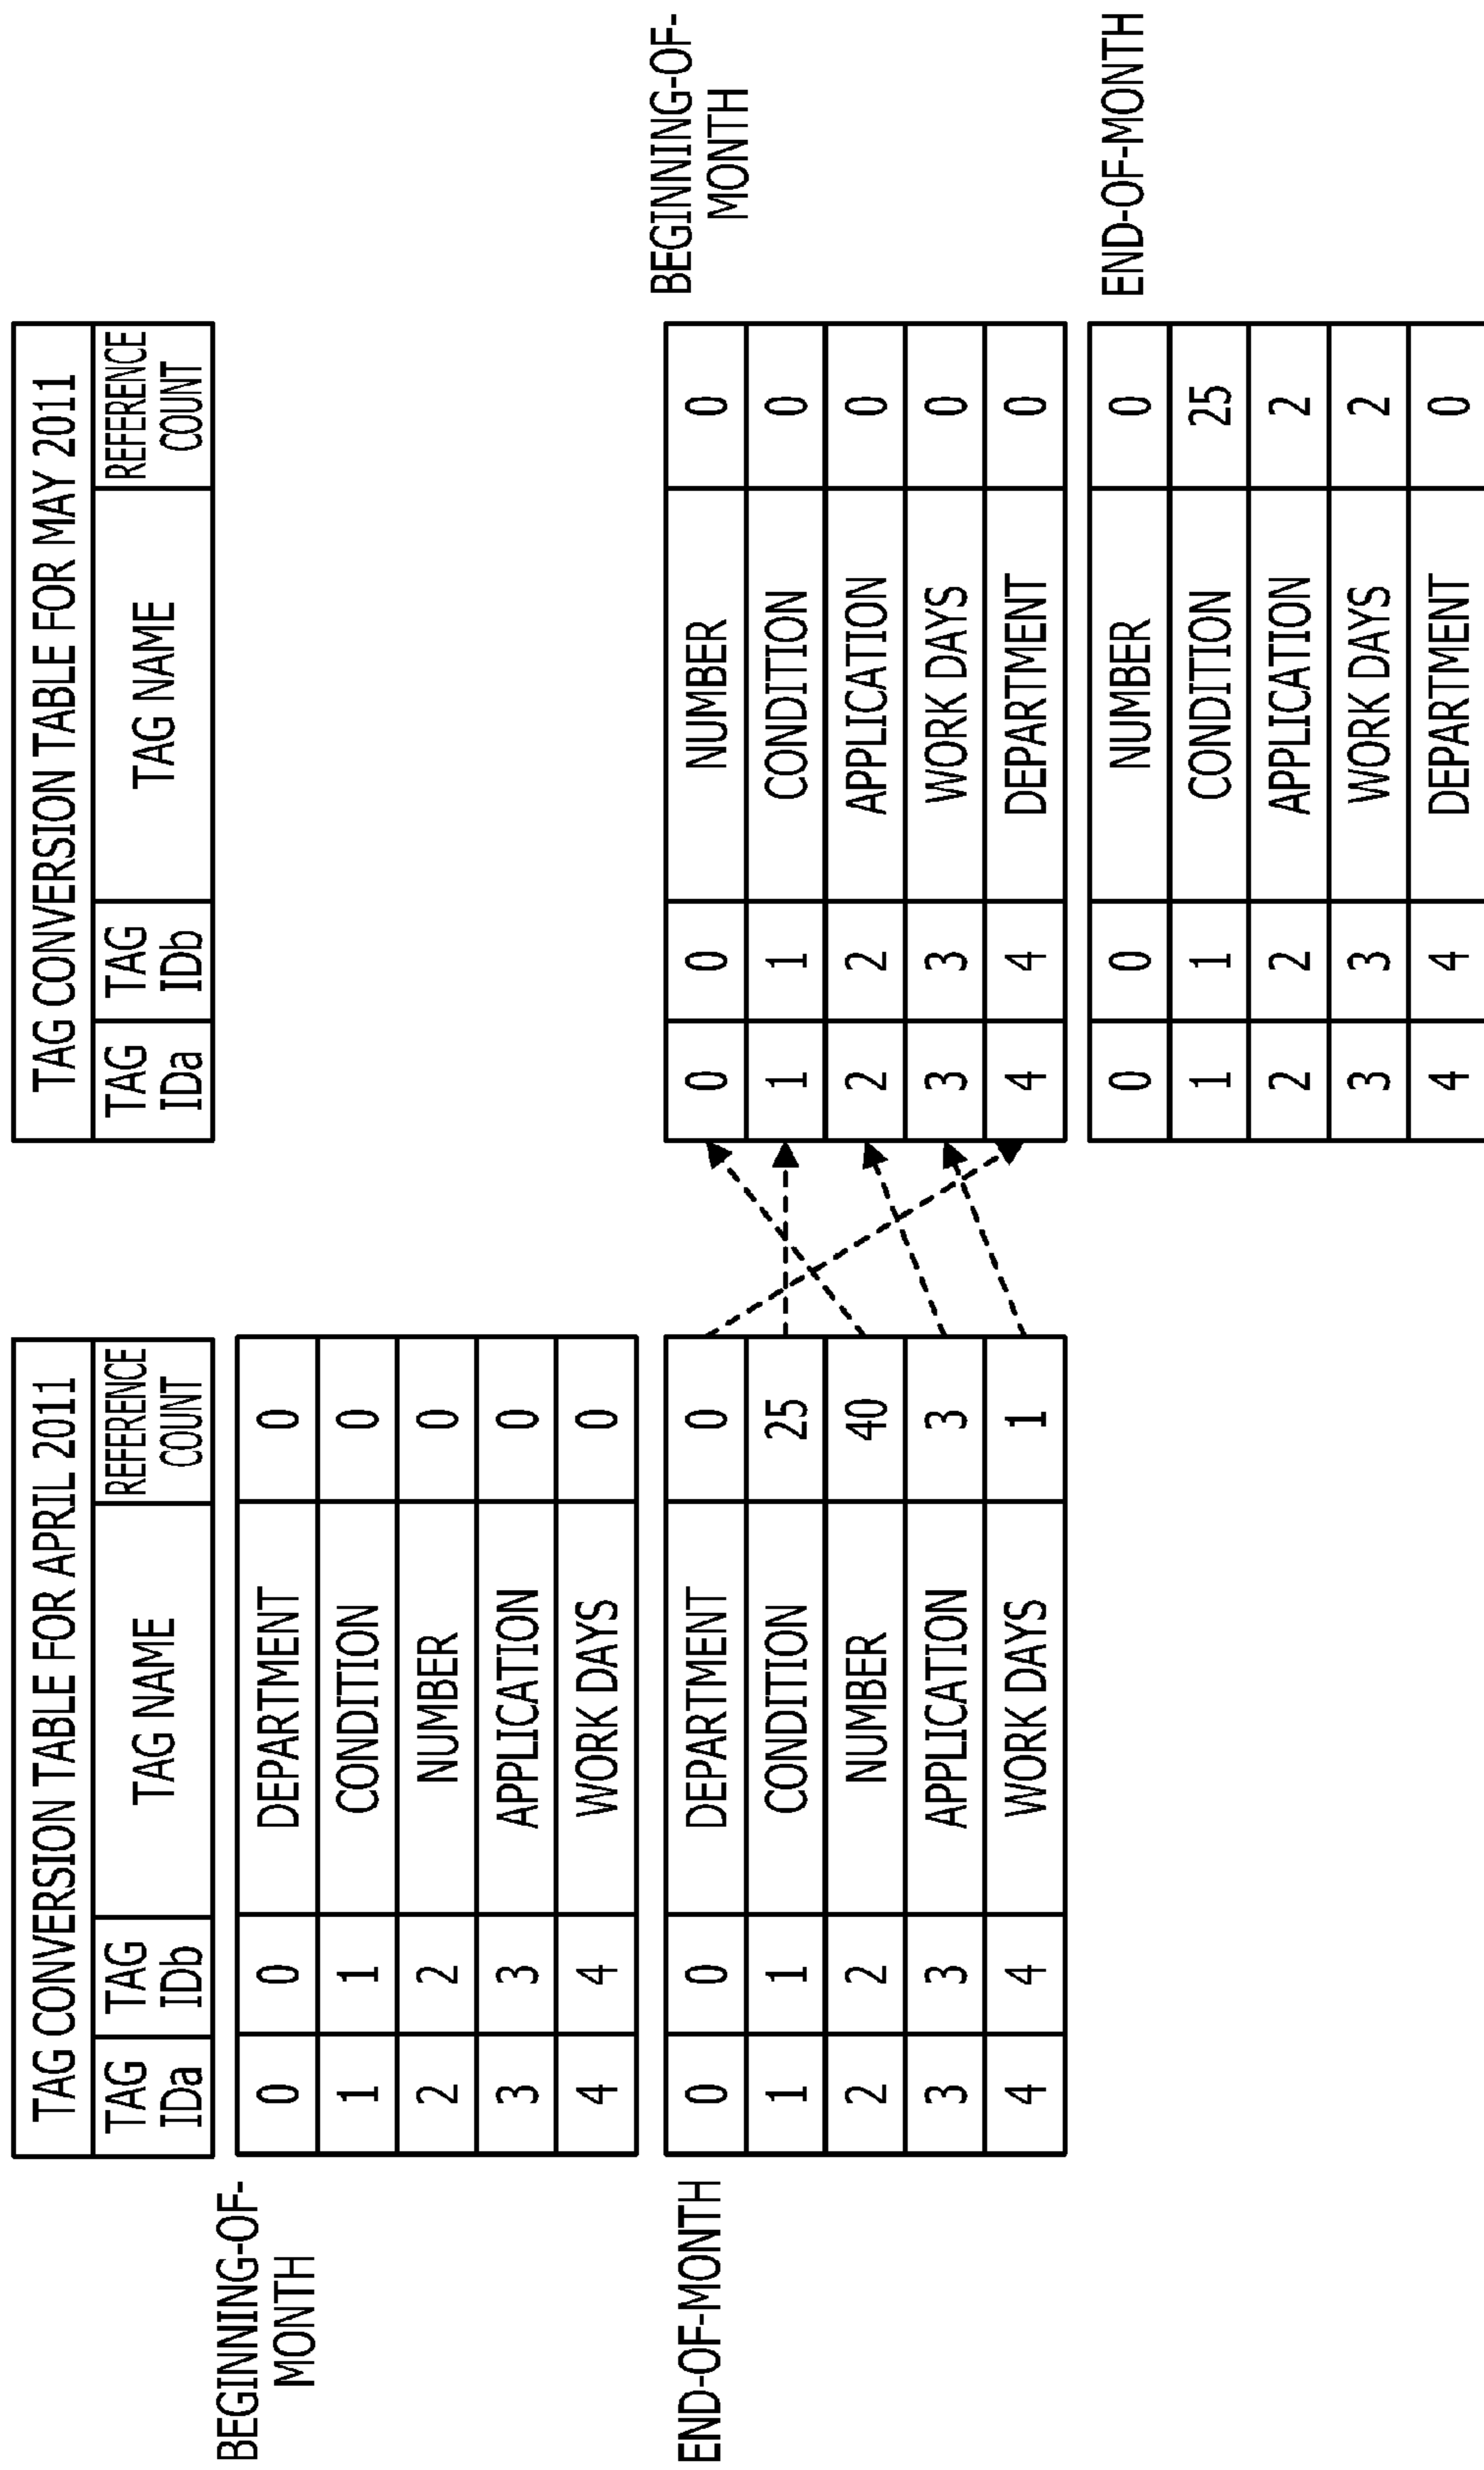 TAG CONVERSION TABLE FOR APRIL 2011
TAG IDa TAG IDb TAG NAME REFERENCE COUNT
BEGINNING-OF-
MONTH
0 0 DEPARTMENT 0
1 1 CONDITION 0
2 2 NUMBER 0
3 3 APPLICATION 0
4 4 WORK DAYS 0
END-OF-MONTH
0 0 DEPARTMENT 0
1 1 CONDITION 25
2 2 NUMBER 40
3 3 APPLICATION 3
4 4 WORK DAYS 1
TAG CONVERSION TABLE FOR MAY 2011
TAG IDa TAG IDb TAG NAME REFERENCE COUNT
BEGINNING-OF-
MONTH
0 0 NUMBER 0
1 1 CONDITION 0
2 2 APPLICATION 0
3 3 WORK DAYS 0
4 4 DEPARTMENT 0
END-OF-MONTH
0 0 NUMBER 0
1 1 CONDITION 25
2 2 APPLICATION 2
3 3 WORK DAYS 2
4 4 DEPARTMENT 0